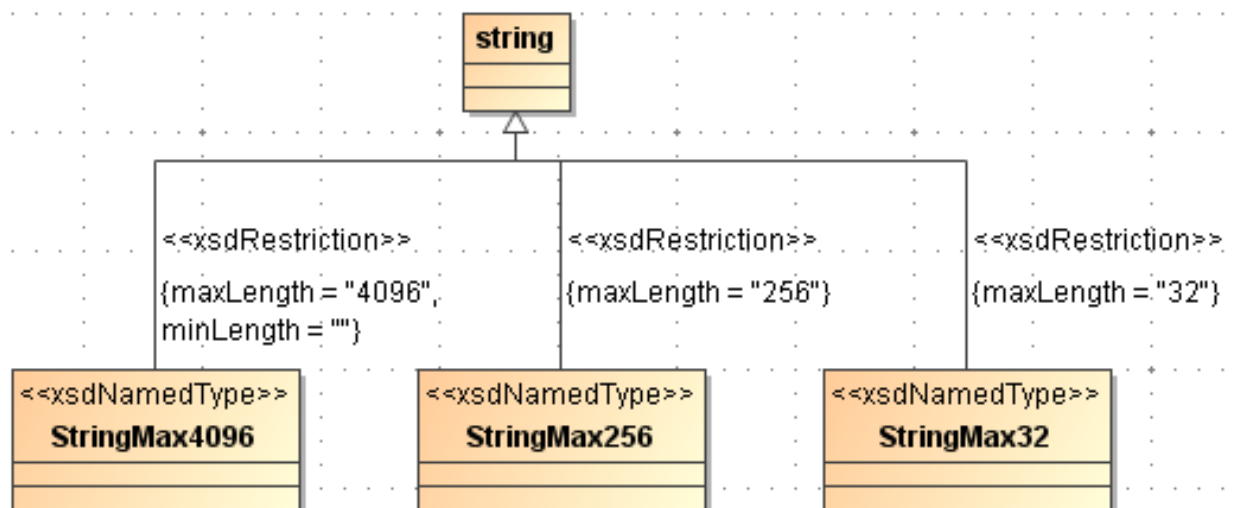 string
<<xsdRestriction>>
{maxLength = "4096",
minLength = ""}
<<xsdRestriction>>
{maxLength = "256"}
<<xsdRestriction>>
{maxLength = "32"}
<<xsdNamedType>>
StringMax4096
<<xsdNamedType>>
StringMax256
<<xsdNamedType>>
StringMax32